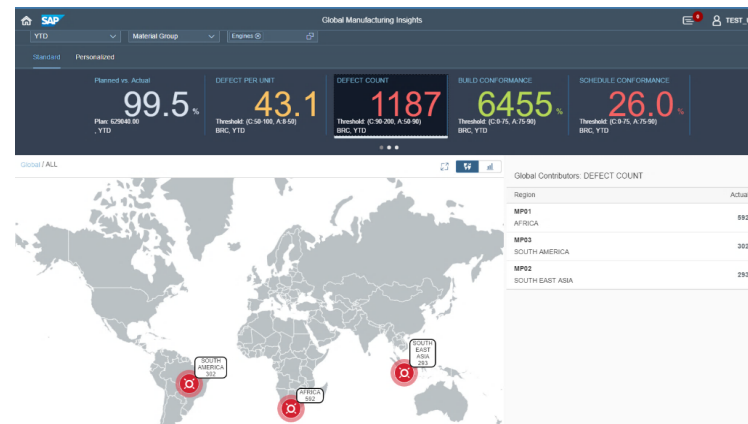 SAP
Global Manufacturing Insights
TEST_
YTD
Material Group
Engines
Standard
Personalized
Planned vs. Actual
99.5 %
Plan: 629040.00
, YTD
DEFECT PER UNIT
43.1
Threshold: (C:50-100, A:8-50)
BRC, YTD
DEFECT COUNT
1187
Threshold: (C:90-200, A:50-90)
BRC, YTD
BUILD CONFORMANCE
6455 %
Threshold: (C:0-75, A:75-90)
BRC, YTD
SCHEDULE CONFORMANCE
26.0 %
Threshold: (C:0-75, A:75-90)
BRC, YTD
Global / ALL
SOUTH
AMERICA
302
AFRICA
592
SOUTH
EAST
ASIA
293
Global Contributors: DEFECT COUNT
Region
Actua
MP01
AFRICA
592
MP03
SOUTH AMERICA
302
MP02
SOUTH EAST ASIA
293